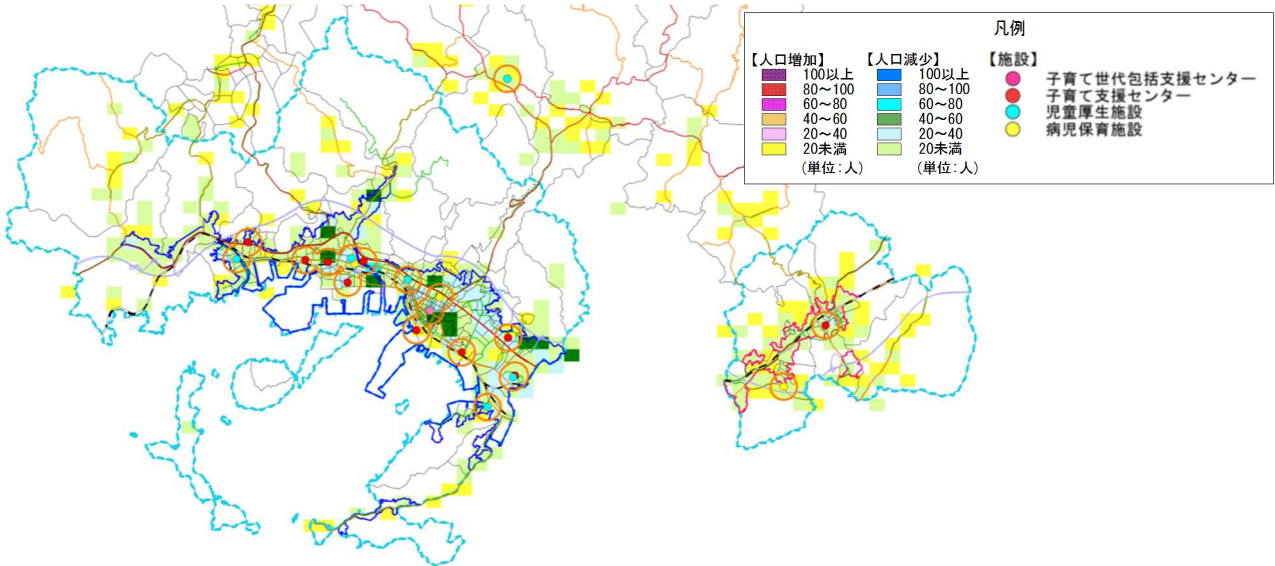 凡例
【人口増加】 【人口減少】 【施設】
100以上 100以上 子育て世代包括支援センター
80～100 80～100 子育て支援センター
60～80 60～80 児童厚生施設
40～60 40～60 病児保育施設
20～40 20～40
20未満 20未満
(単位:人) (単位:人)